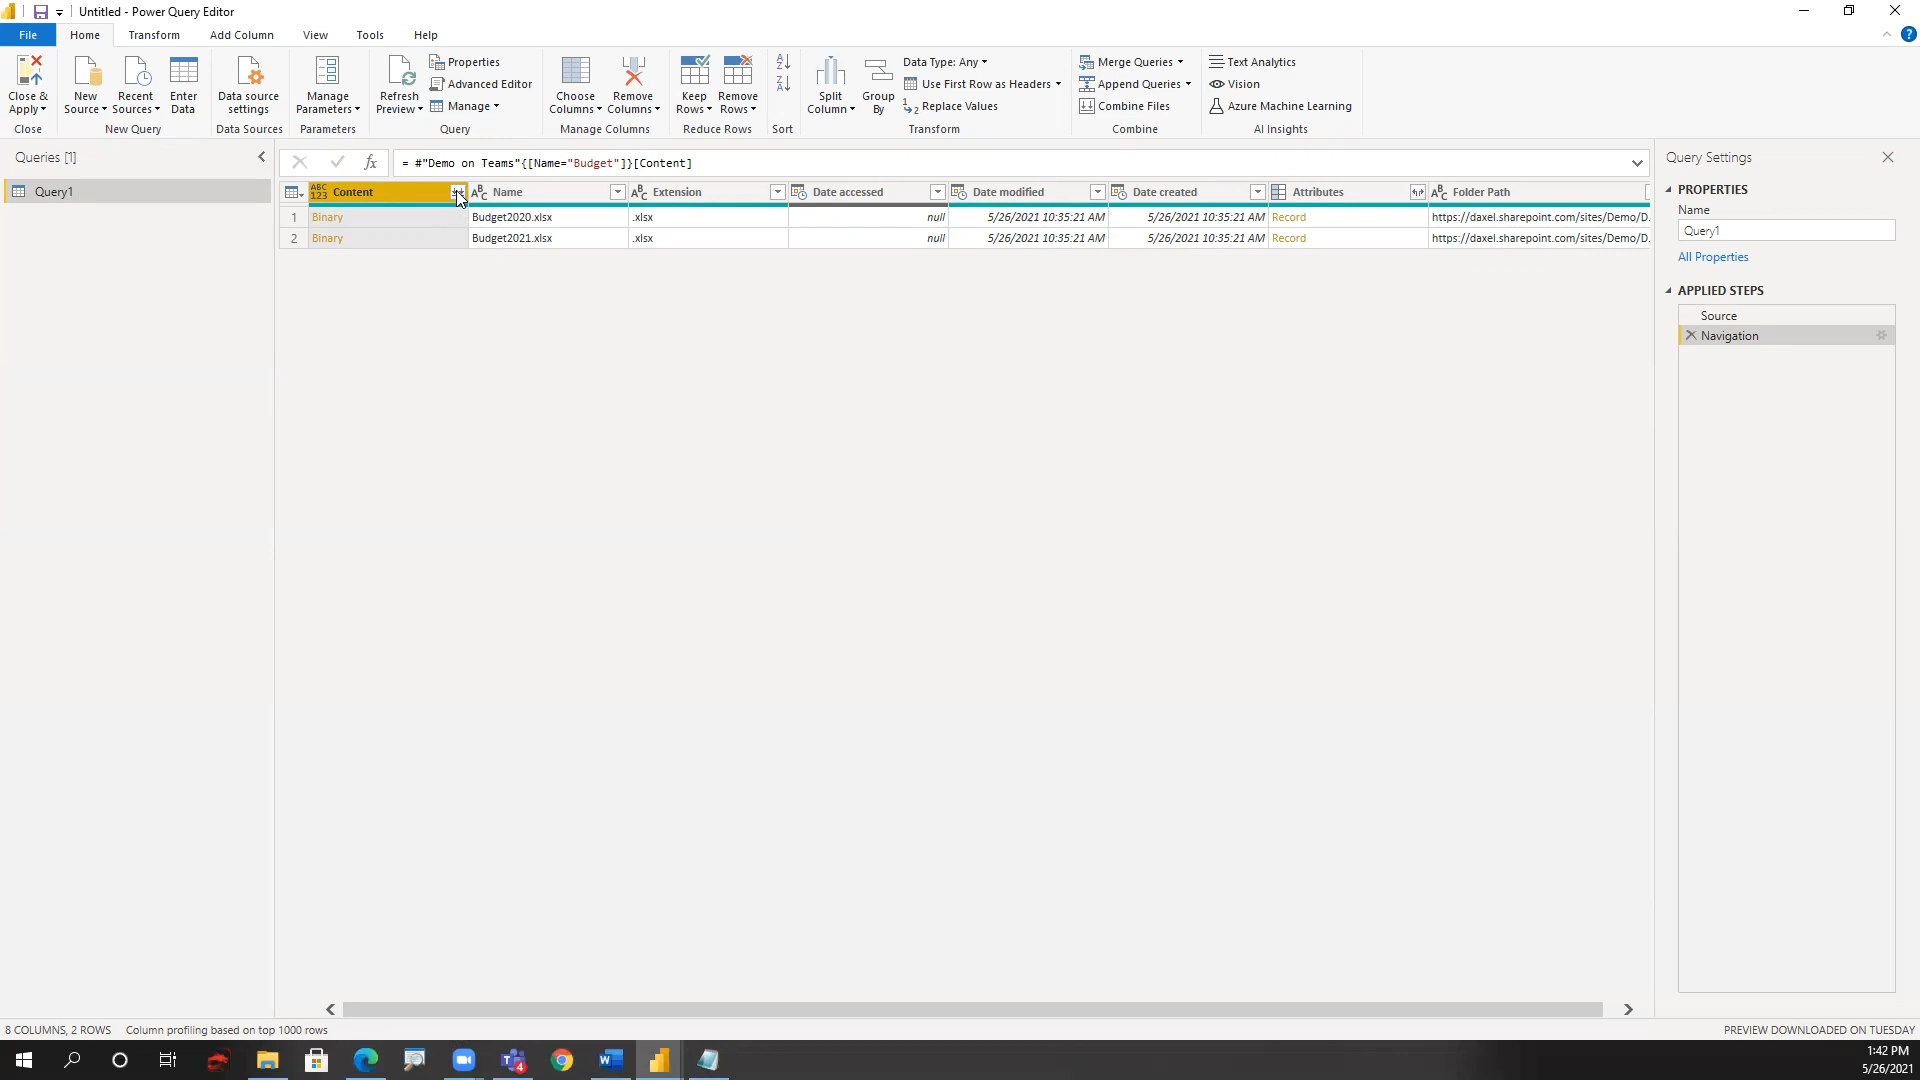 Untitled - Power Query Editor
File Home Transform Add Column View Tools Help
Close & Apply
New Source
Recent Sources
Enter Data
Data source settings
Manage Parameters
Refresh Preview
Properties
Advanced Editor
Manage
Choose Columns
Remove Columns
Keep Rows
Remove Rows
Split Column
Group By
Data Type: Any
Use First Row as Headers
Replace Values
Merge Queries
Append Queries
Combine Files
Text Analytics
Vision
Azure Machine Learning
Close New Query Data Sources Parameters Query Manage Columns Reduce Rows Sort Transform Combine AI Insights
Queries [1]
Query1
fx = #"Demo on Teams"{[Name="Budget"]}[Content]
ABC 123 Content ABC Name ABC Extension Date accessed Date modified Date created Attributes ABC Folder Path
1 Binary Budget2020.xlsx .xlsx null 5/26/2021 10:35:21 AM 5/26/2021 10:35:21 AM Record https://daxel.sharepoint.com/sites/Demo/D
2 Binary Budget2021.xlsx .xlsx null 5/26/2021 10:35:21 AM 5/26/2021 10:35:21 AM Record https://daxel.sharepoint.com/sites/Demo/D
Query Settings
PROPERTIES
Name
Query1
All Properties
APPLIED STEPS
Source
Navigation
8 COLUMNS, 2 ROWS Column profiling based on top 1000 rows
PREVIEW DOWNLOADED ON TUESDAY
4
1:42 PM
5/26/2021